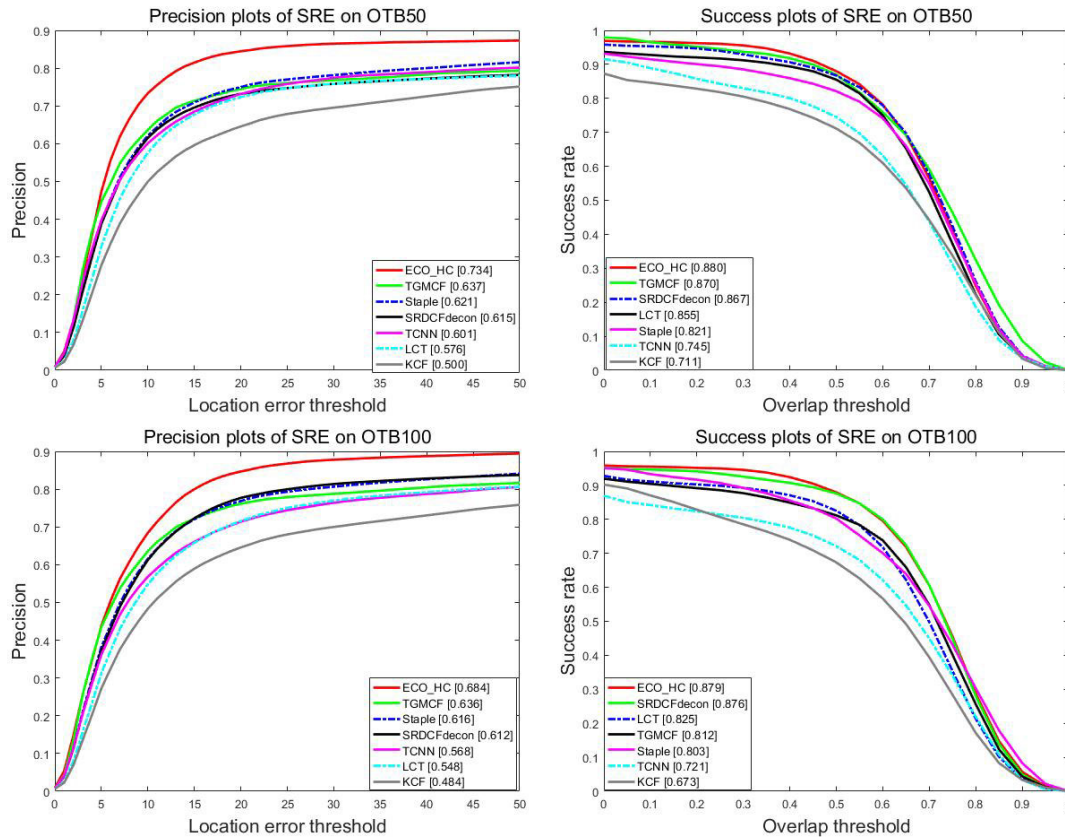 Precision plots of SRE on OTB50
0.9
0.8
0.7
0.6
0.5
0.4
0.3
0.2
0.1
0
Precision
ECO_HC [0.734]
TGMCF [0.637]
Staple [0.621]
SRDCFdecon [0.615]
TCNN [0.601]
LCT [0.576]
KCF [0.500]
0 5 10 15 20 25 30 35 40 45 50
Location error threshold
Success plots of SRE on OTB50
1
0.9
0.8
0.7
0.6
0.5
0.4
0.3
0.2
0.1
0
Success rate
ECO_HC [0.880]
TGMCF [0.870]
SRDCFdecon [0.867]
LCT [0.855]
Staple [0.821]
TCNN [0.745]
KCF [0.711]
0 0.1 0.2 0.3 0.4 0.5 0.6 0.7 0.8 0.9
Overlap threshold
Precision plots of SRE on OTB100
0.9
0.8
0.7
0.6
0.5
0.4
0.3
0.2
0.1
0
Precision
ECO_HC [0.684]
TGMCF [0.636]
Staple [0.616]
SRDCFdecon [0.612]
TCNN [0.568]
LCT [0.548]
KCF [0.484]
0 5 10 15 20 25 30 35 40 45 50
Location error threshold
Success plots of SRE on OTB100
1
0.9
0.8
0.7
0.6
0.5
0.4
0.3
0.2
0.1
0
Success rate
ECO_HC [0.879]
SRDCFdecon [0.876]
LCT [0.825]
TGMCF [0.812]
Staple [0.803]
TCNN [0.721]
KCF [0.673]
0 0.1 0.2 0.3 0.4 0.5 0.6 0.7 0.8 0.9
Overlap threshold